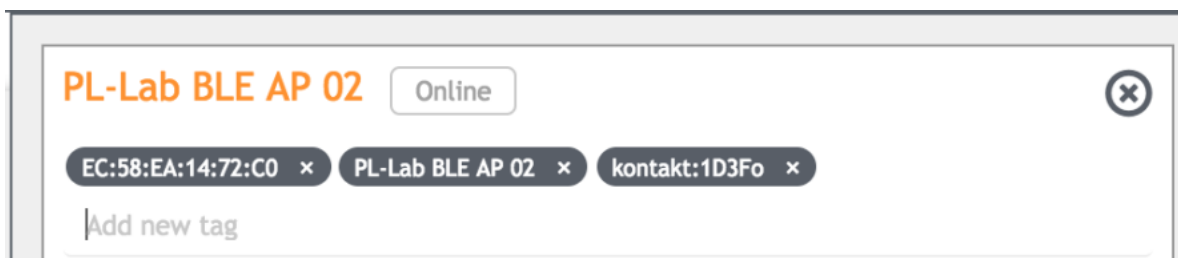 PL-Lab BLE AP 02 Online
EC:58:EA:14:72:C0 × PL-Lab BLE AP 02 × kontakt:1D3Fo ×
Add new tag